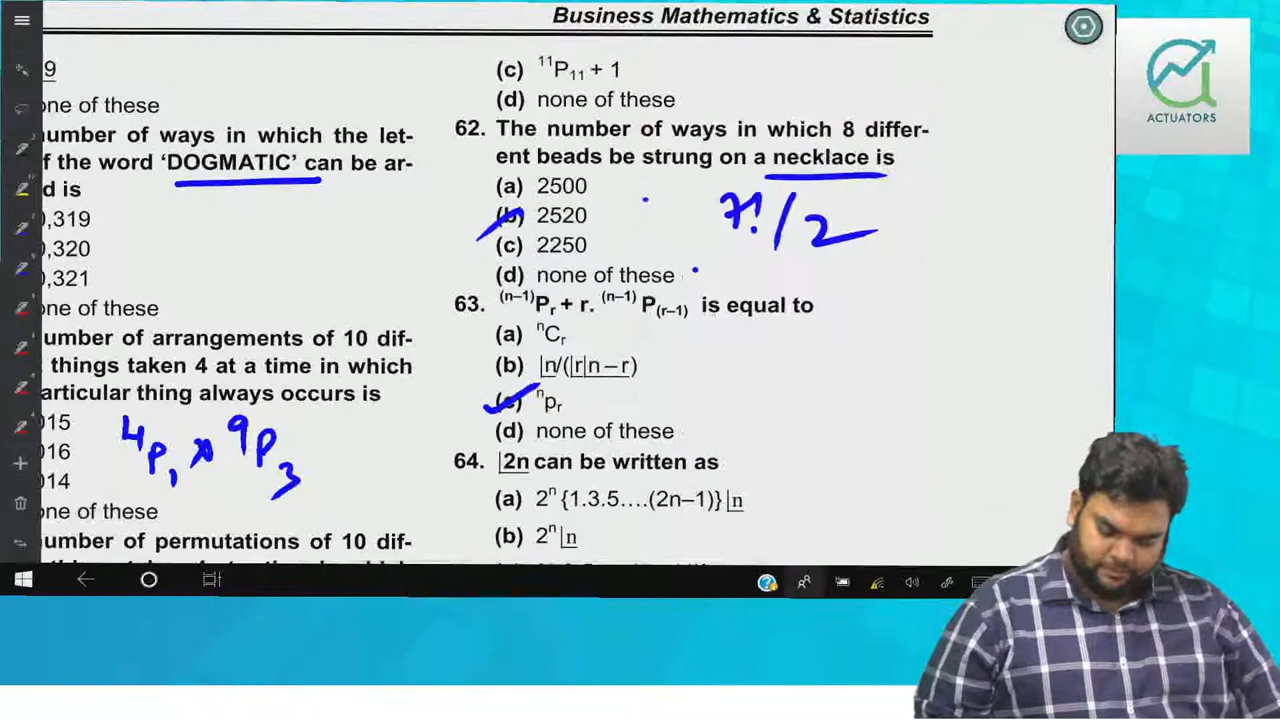 Business Mathematics & Statistics
9
one of these
number of ways in which the let-
f the word ‘DOGMATIC’ can be ar-
d is
0,319
0,320
0,321
one of these
umber of arrangements of 10 dif-
things taken 4 at a time in which
articular thing always occurs is
015
016
014
one of these
umber of permutations of 10 dif-
4P1 × 9P3
(c) 11P11 + 1
(d) none of these
62. The number of ways in which 8 differ-
ent beads be strung on a necklace is
(a) 2500
(b) 2520
(c) 2250
(d) none of these
7!/2
63. (n–1)Pr + r. (n–1) P(r–1) is equal to
(a) nCr
(b) |n/(|r|n – r)
(c) npr
(d) none of these
64. |2n can be written as
(a) 2n {1.3.5....(2n–1)} |n
(b) 2n |n
ACTUATORS